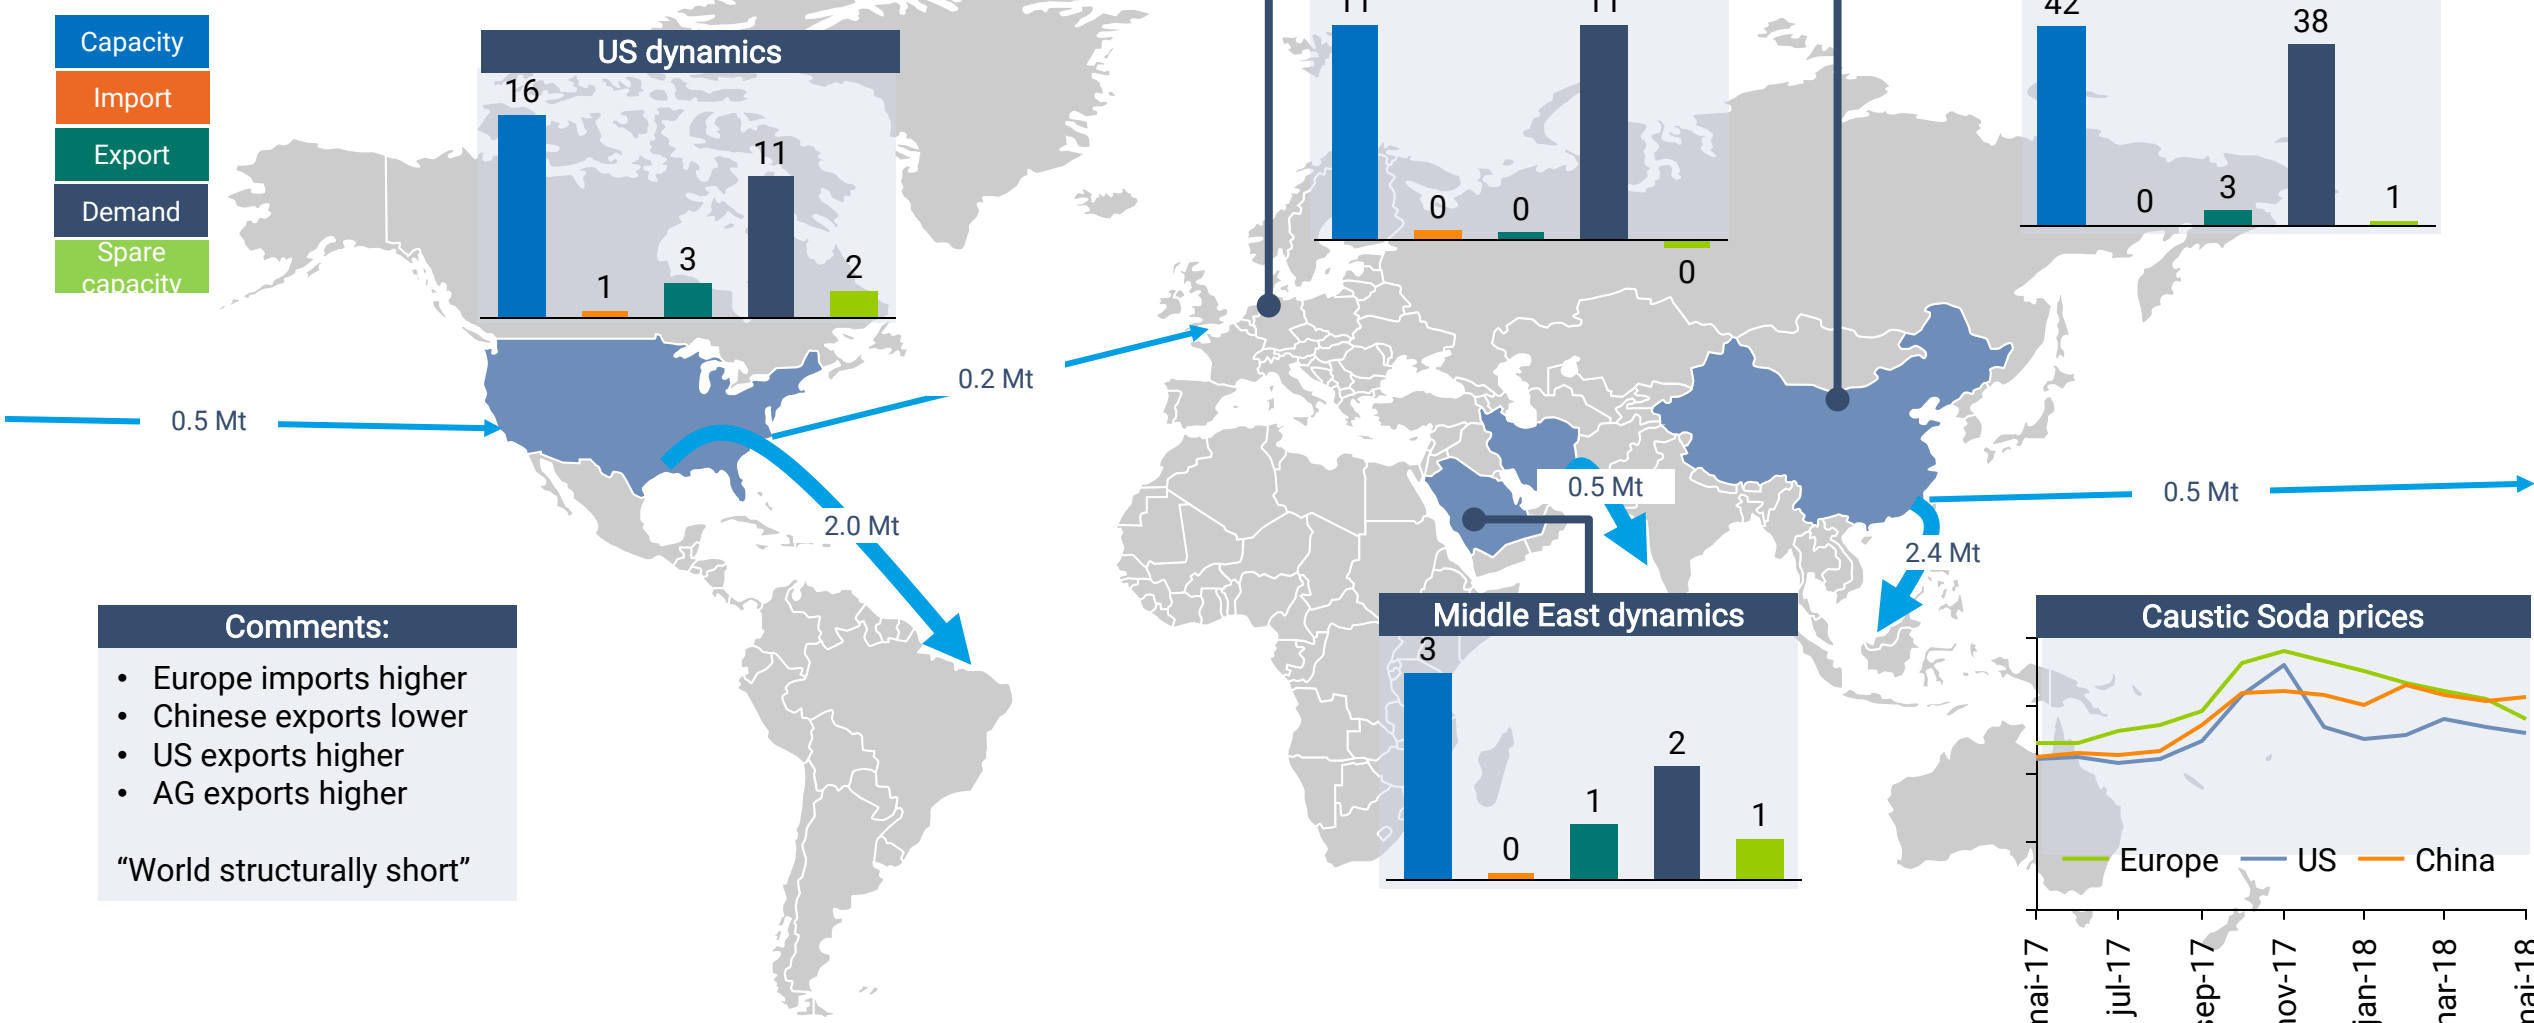 Capacity
Import
Export
Demand
Spare
capacity
US dynamics
16
1
3
11
2
11
0
0
11
0
42
0
3
38
1
0.5 Mt
0.2 Mt
2.0 Mt
0.5 Mt
0.5 Mt
2.4 Mt
Comments:
• Europe imports higher
• Chinese exports lower
• US exports higher
• AG exports higher
“World structurally short”
Middle East dynamics
3
0
1
2
1
Caustic Soda prices
Europe
US
China
jul-17
sep-17
nov-17
jan-18